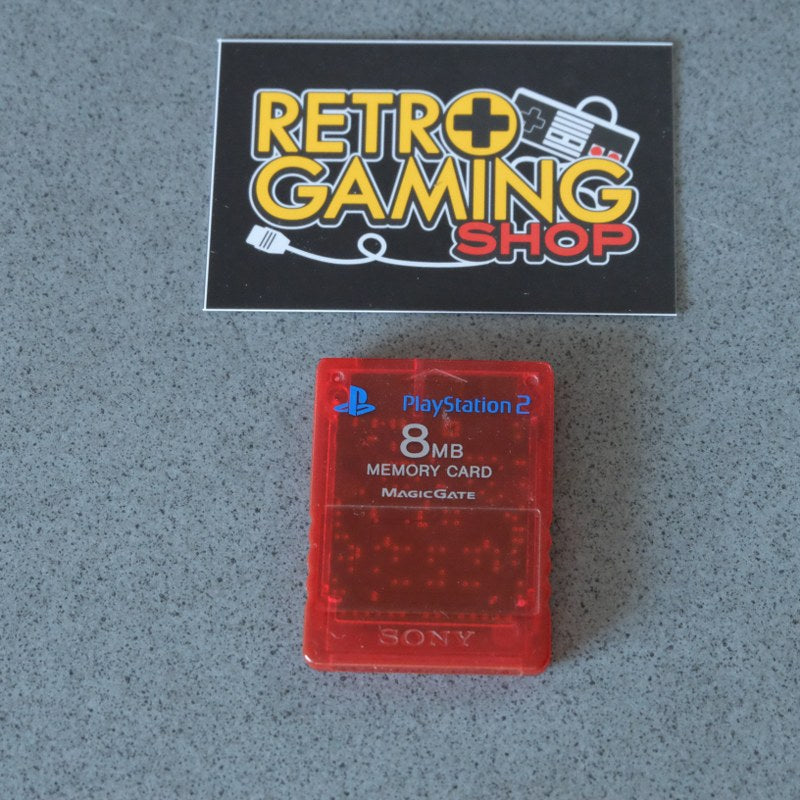 RETRO
GAMING
SHOP
PlayStation 2
8MB
MEMORY CARD
MAGICGATE
SONY